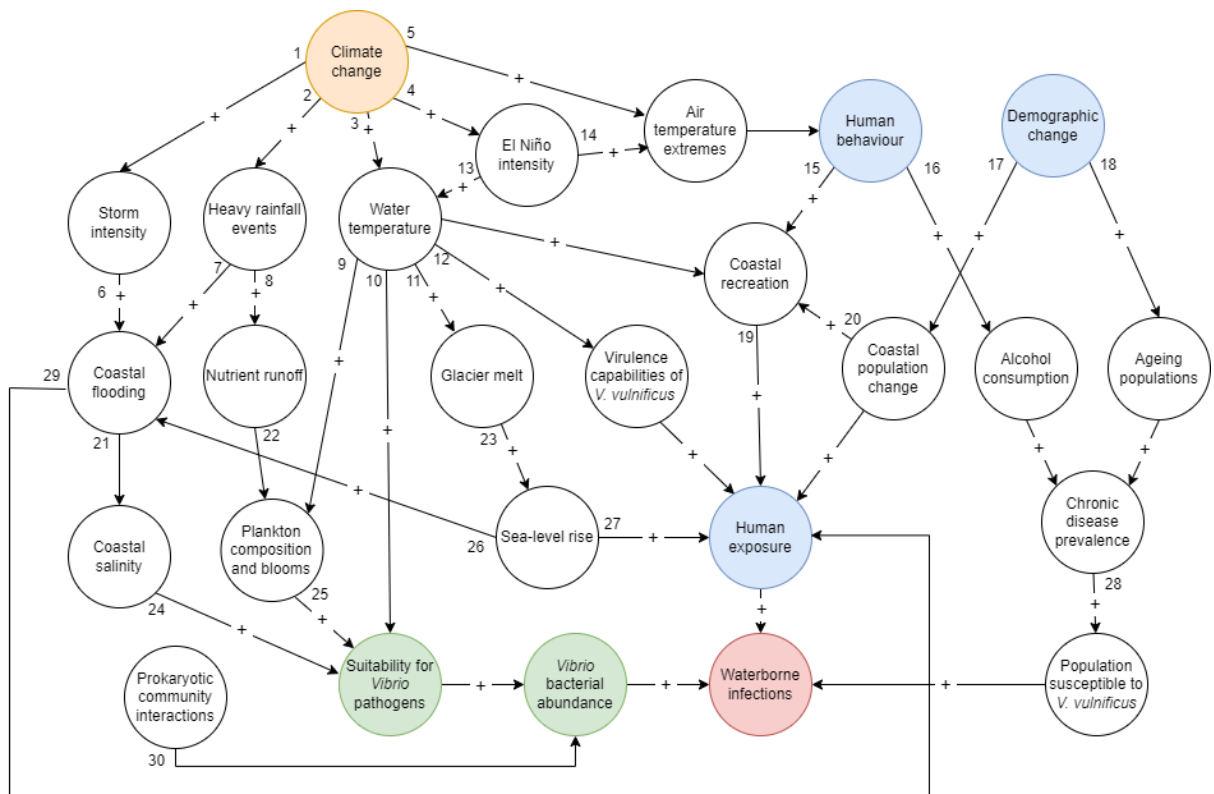 5
1
Climate
change
2
3
4
+
+
+
+
+
Air
temperature
extremes
Human
behaviour
Demographic
change
El Niño
intensity
14
+
13
+
15
16
17
18
Storm
intensity
Heavy rainfall
events
Water
temperature
+
+
+
+
+
Coastal
recreation
6
+
7
+
8
+
9
10
11
12
+
+
+
+
+
19
20
+
29
Coastal
flooding
Nutrient runoff
Glacier melt
Virulence
capabilities of
V. vulnificus
Coastal
population
change
Alcohol
consumption
Ageing
populations
21
22
23
+
+
+
+
+
+
+
Coastal
salinity
Plankton
composition
and blooms
26
Sea-level rise
27
+
Human
exposure
Chronic
disease
prevalence
24
+
25
+
+
28
+
Prokaryotic
community
interactions
Suitability for
Vibrio
pathogens
+
Vibrio
bacterial
abundance
+
Waterborne
infections
+
Population
susceptible to
V. vulnificus
30